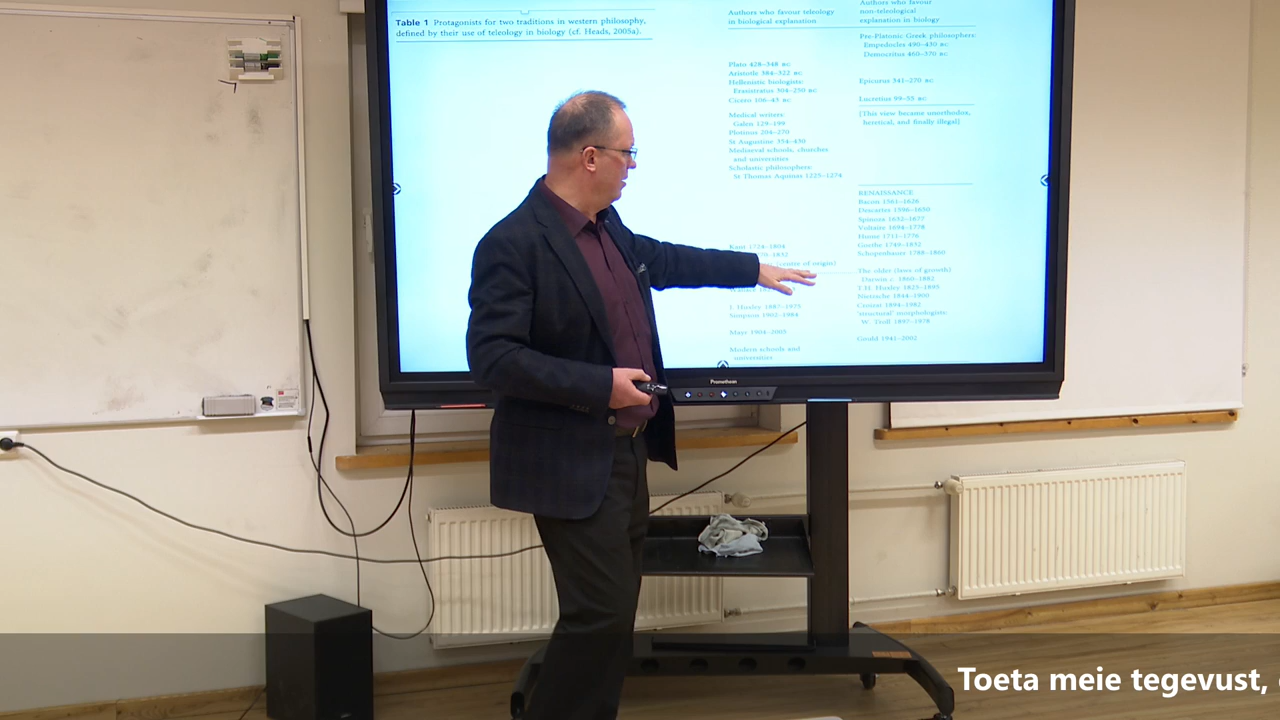 Table 1 Protagonists for two traditions in western philosophy,
defined by their use of teleology in biology (cf. Heads, 2005a).
Authors who favour teleology
in biological explanation
Plato 428–348 BC
Aristotle 384–322 BC
Hellenistic biologists:
Erasistratus 304–250 BC
Cicero 106–43 BC
Medical writers:
Galen 129–199
Plotinus 204–270
St Augustine 354–430
Mediaeval schools, churches
and universities
Scholastic philosophers:
St Thomas Aquinas 1225–1274
Kant 1724–1804
(center of origin)
J. Huxley 1887–1975
Simpson 1902–1984
Mayr 1904–2005
Modern schools and
universities
Authors who favour
non-teleological
explanation in biology
Pre-Platonic Greek philosophers:
Empedocles 490–430 BC
Democritus 460–370 BC
Epicurus 341–270 BC
Lucretius 99–55 BC
[This view became unorthodox,
heretical, and finally illegal]
RENAISSANCE
Bacon 1561–1626
Descartes 1596–1650
Spinoza 1632–1677
Voltaire 1694–1778
Hume 1711–1776
Goethe 1749–1832
Schopenhauer 1788–1860
The older (laws of growth)
Darwin c. 1860–1882
T.H. Huxley 1825–1895
Nietzsche 1844–1900
Croizat 1894–1982
'structural' morphologists:
W. Troll 1897–1978
Gould 1941–2002
Promethean
Toeta meie tegevust,